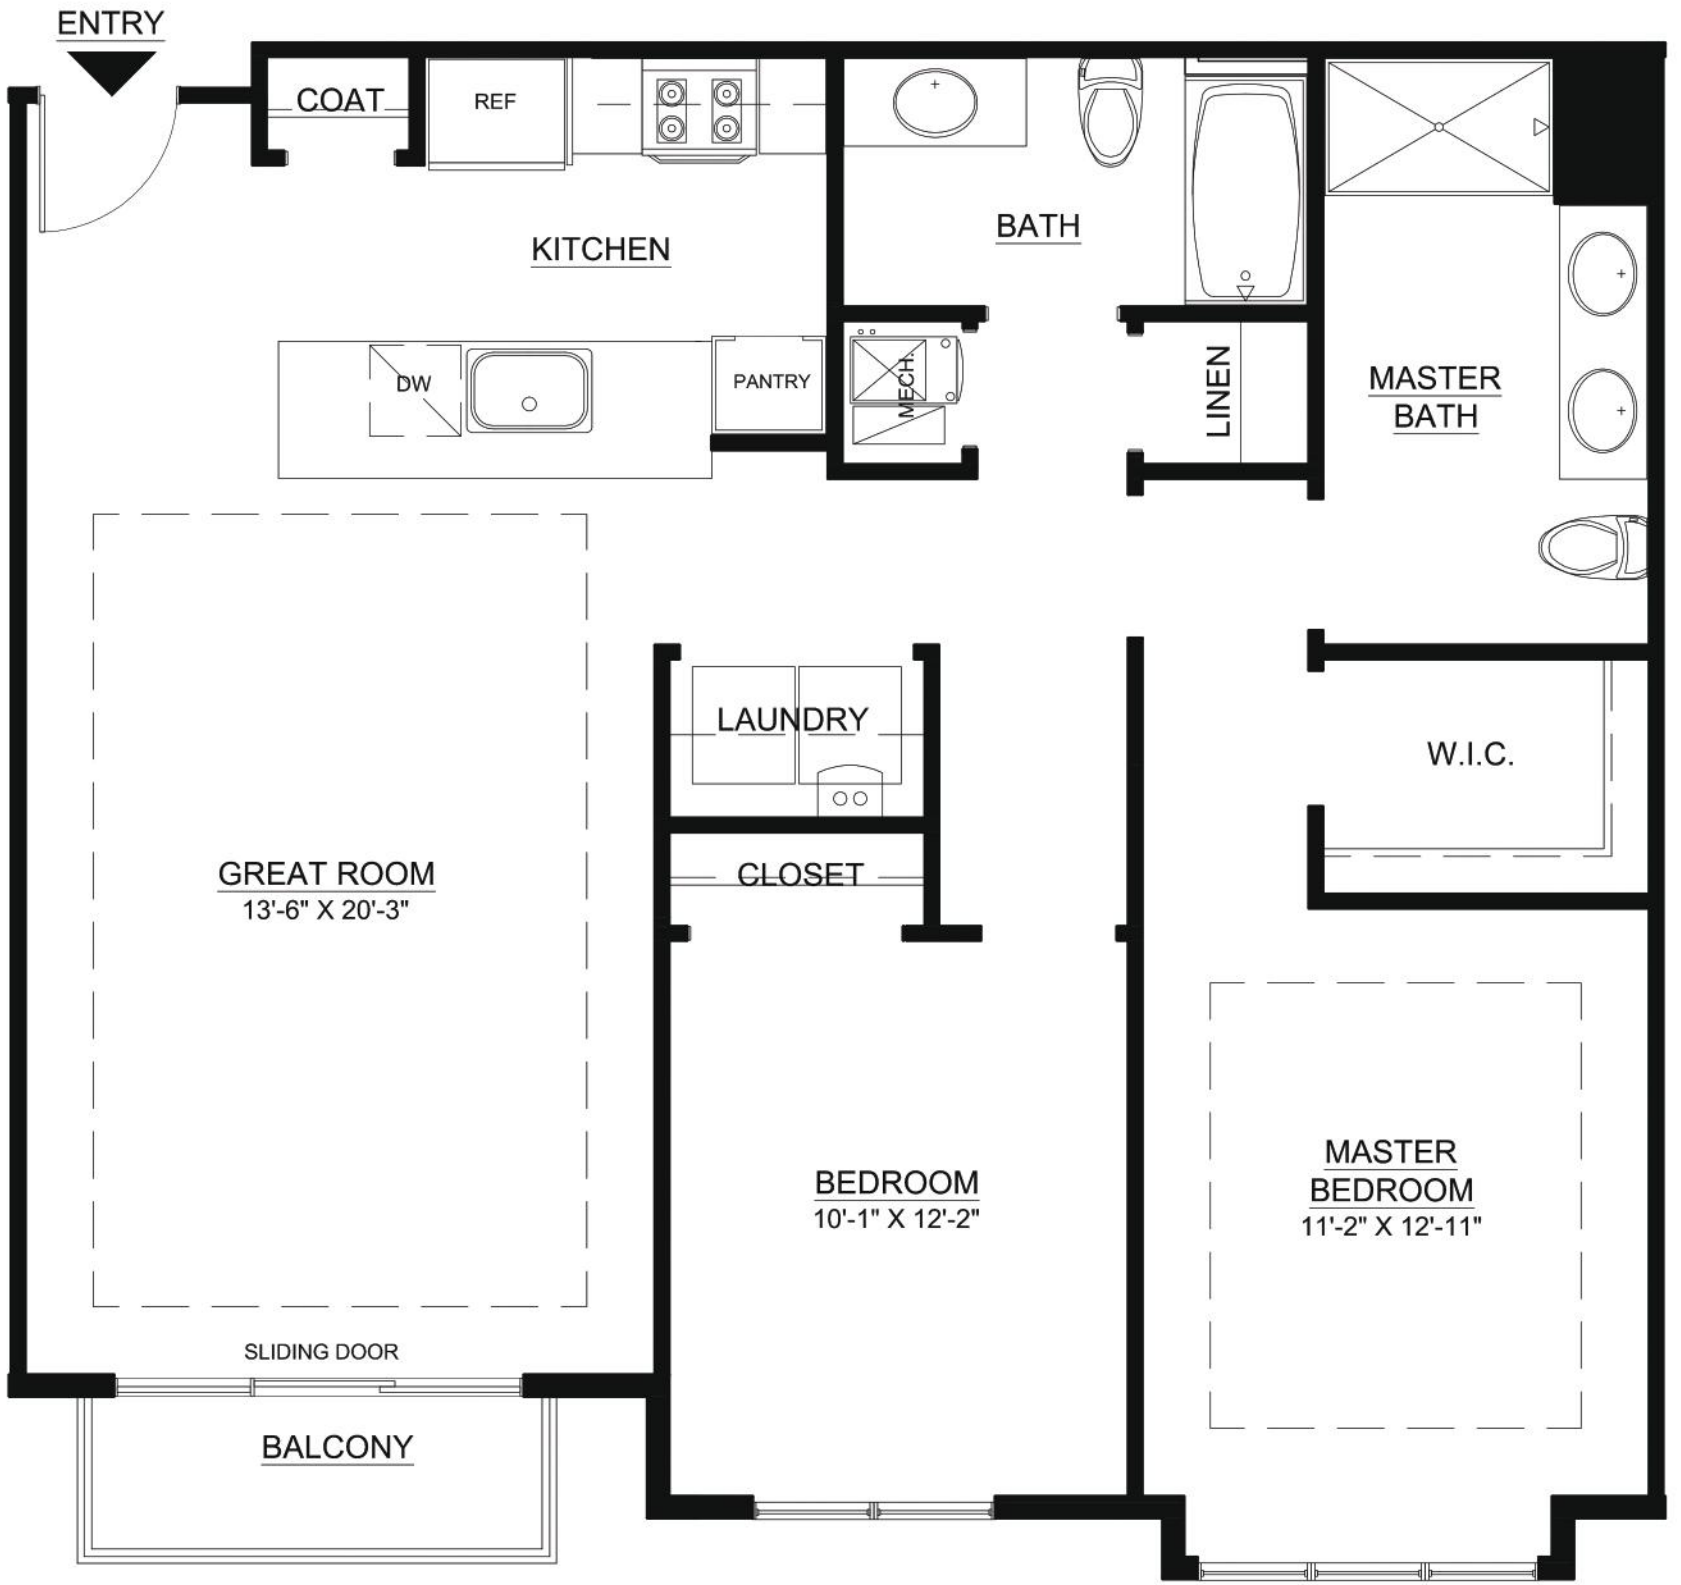 ENTRY
COAT
REF
KITCHEN
BATH
DW
PANTRY
MECH.
LINEN
MASTER
BATH
LAUNDRY
W.I.C.
CLOSET
GREAT ROOM
13'-6" X 20'-3"
BEDROOM
10'-1" X 12'-2"
MASTER
BEDROOM
11'-2" X 12'-11"
SLIDING DOOR
BALCONY